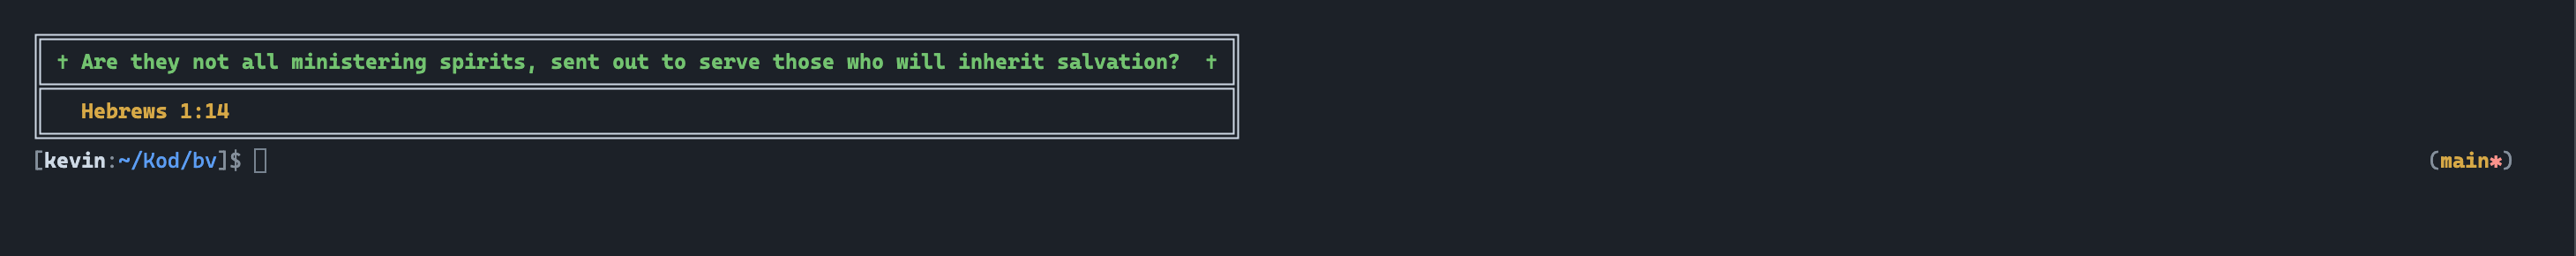 † Are they not all ministering spirits, sent out to serve those who will inherit salvation?  †
Hebrews 1:14
[kevin:~/Kod/bv]$ (main*)